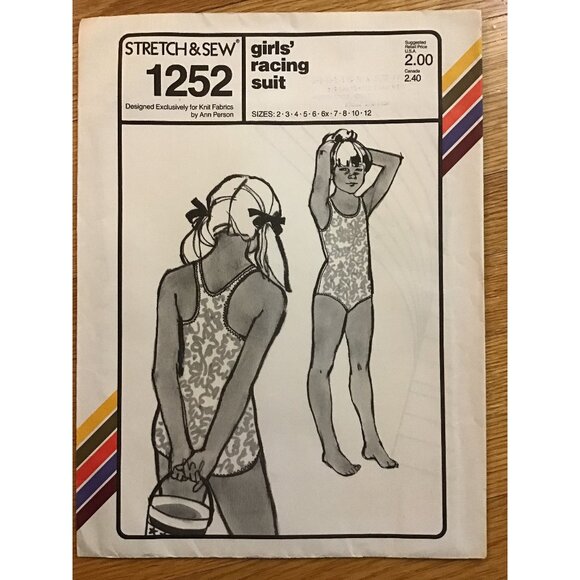 STRETCH & SEW®
1252
Designed Exclusively for Knit Fabrics
by Ann Person
girls'
racing
suit
SIZES: 2 • 3 • 4 • 5 • 6 • 6x • 7 • 8 • 10 • 12
Suggested
Retail Price
U.S.A.
2.00
Canada
2.40